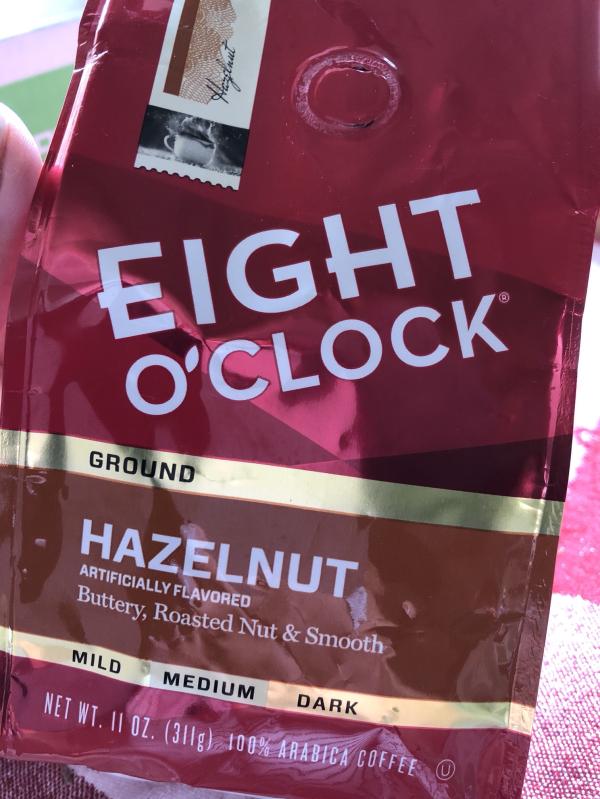 Hazelnut
EIGHT
O'CLOCK®
GROUND
HAZELNUT
ARTIFICIALLY FLAVORED
Buttery, Roasted Nut & Smooth
MILD MEDIUM DARK
NET WT. 11 OZ. (311g) 100% ARABICA COFFEE U